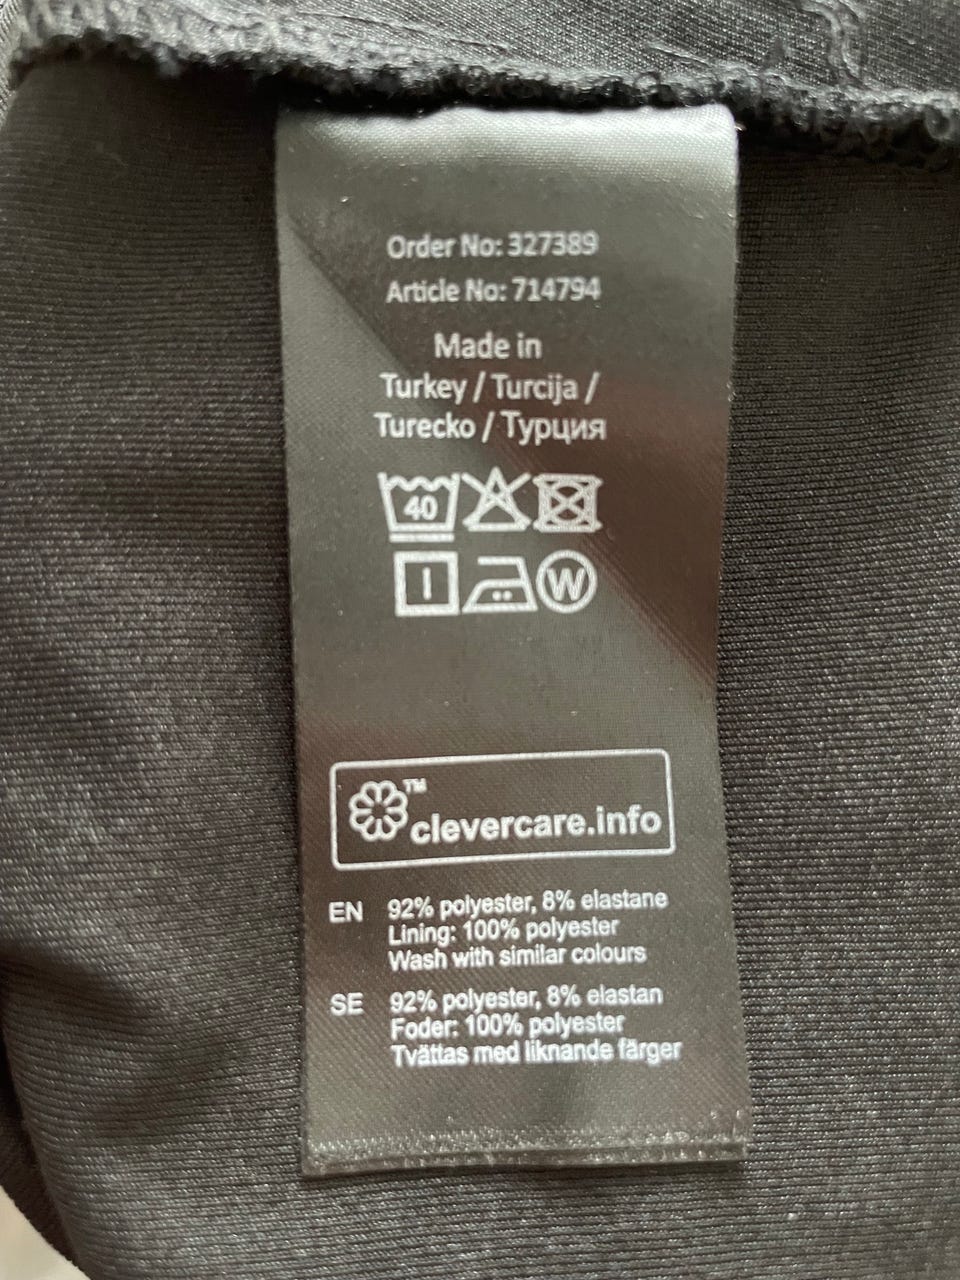 Order No: 327389
Article No: 714794
Made in
Turkey / Turcija /
Turecko / Турция
40
W
™
clevercare.info
EN 92% polyester, 8% elastane
Lining: 100% polyester
Wash with similar colours
SE 92% polyester, 8% elastan
Foder: 100% polyester
Tvättas med liknande färger